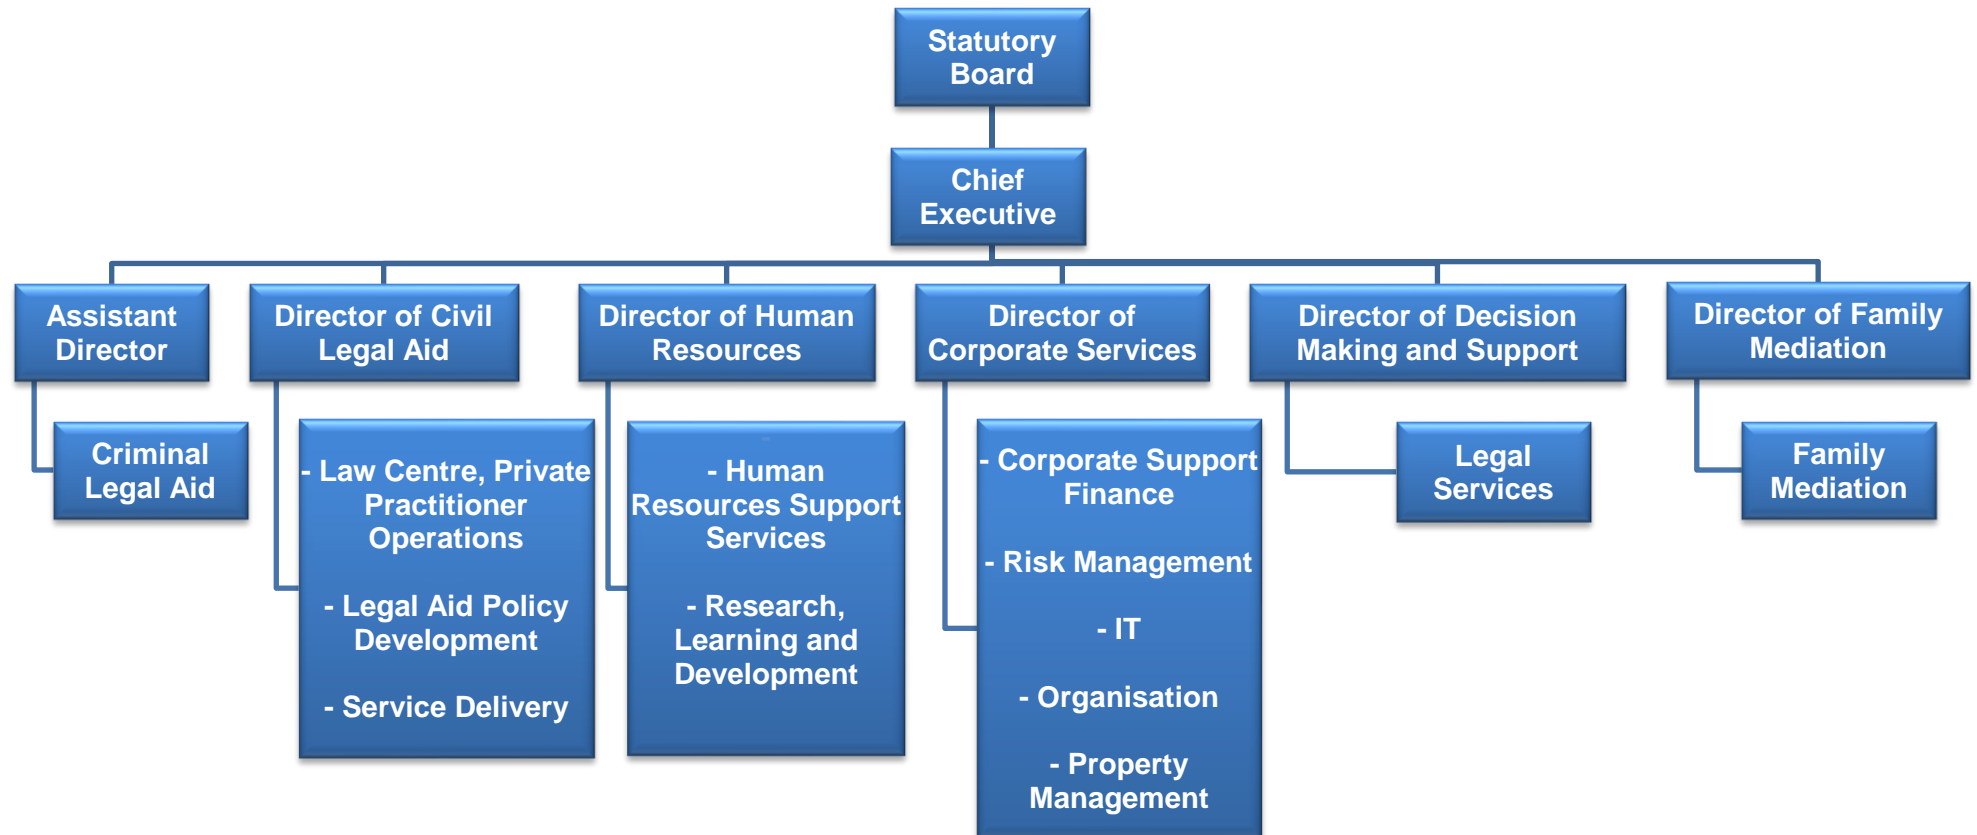 Statutory
Board
Chief
Executive
Assistant
Director
Director of Civil
Legal Aid
Director of Human
Resources
Director of
Corporate Services
Director of Decision
Making and Support
Director of Family
Mediation
Criminal
Legal Aid
- Law Centre, Private
Practitioner
Operations
- Legal Aid Policy
Development
- Service Delivery
-
- Human
Resources Support
Services
- Research,
Learning and
Development
- Corporate Support
Finance
- Risk Management
- IT
- Organisation
- Property
Management
Legal
Services
Family
Mediation